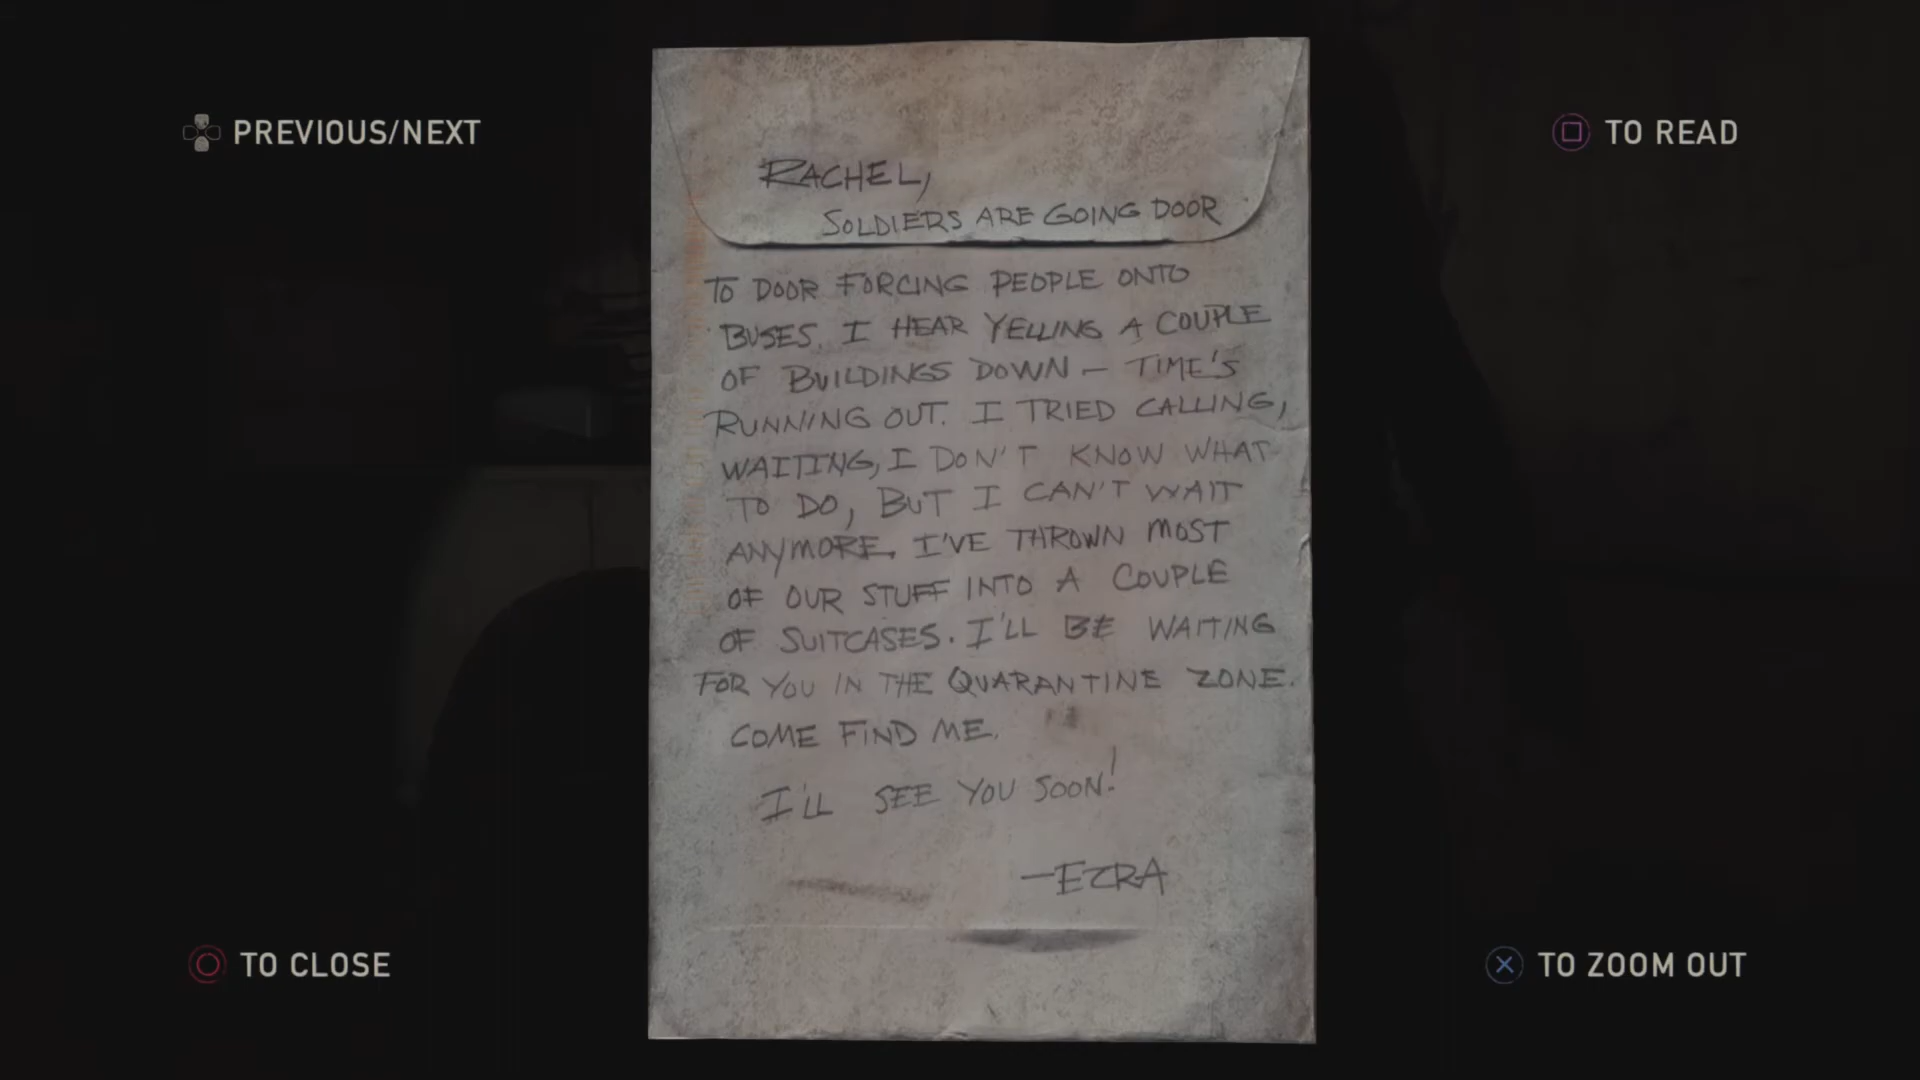 PREVIOUS/NEXT
TO READ
RACHEL,
SOLDIERS ARE GOING DOOR
TO DOOR FORCING PEOPLE ONTO
BUSES. I HEAR YELLING A COUPLE
OF BUILDINGS DOWN – TIME'S
RUNNING OUT. I TRIED CALLING,
WAITING, I DON'T KNOW WHAT
TO DO, BUT I CAN'T WAIT
ANYMORE. I'VE THROWN MOST
OF OUR STUFF INTO A COUPLE
OF SUITCASES. I'LL BE WAITING
FOR YOU IN THE QUARANTINE ZONE.
COME FIND ME.
I'LL SEE YOU SOON!
–EZRA
TO CLOSE
TO ZOOM OUT